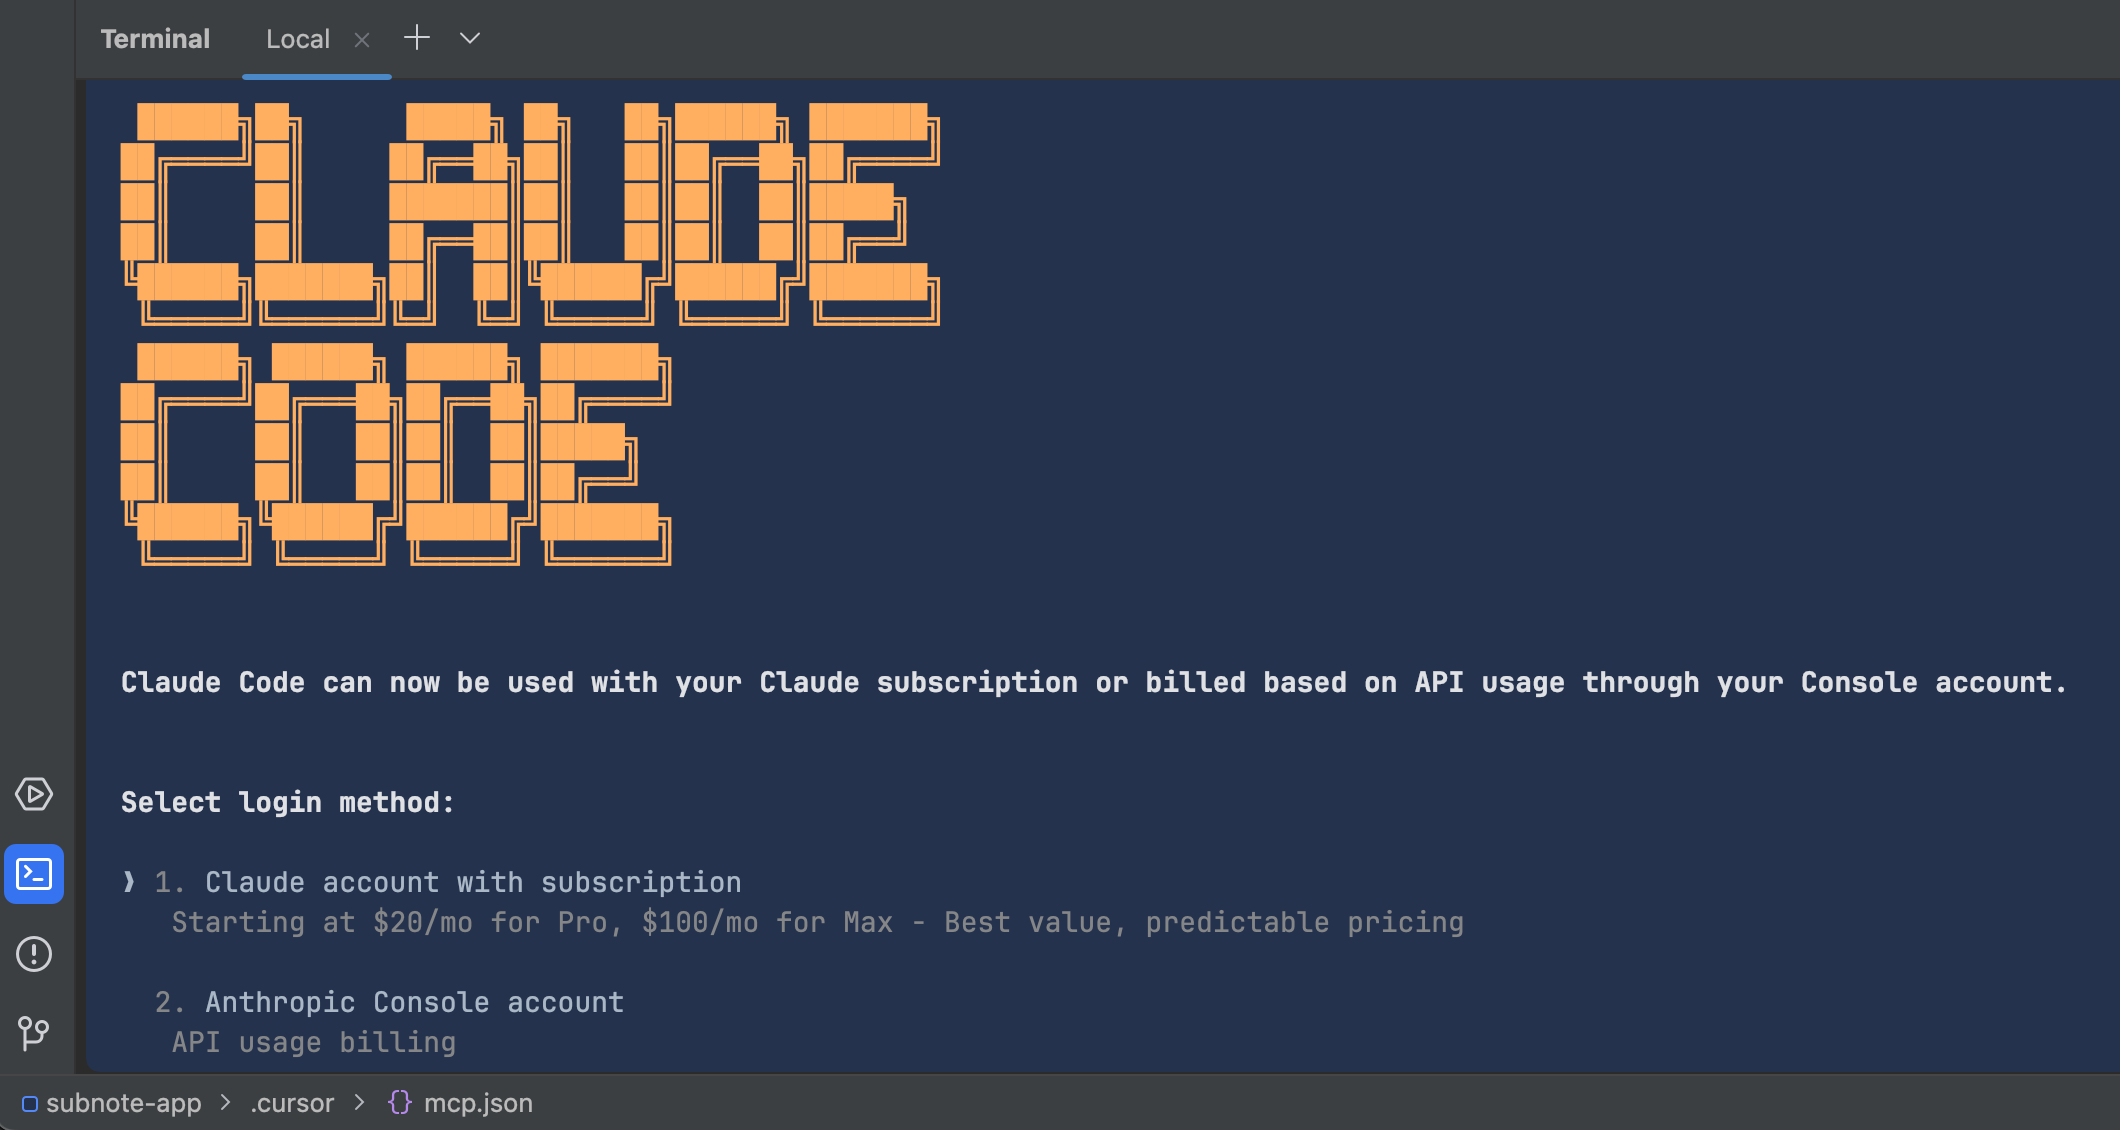 Terminal Local
CLAUDE
CODE
Claude Code can now be used with your Claude subscription or billed based on API usage through your Console account.
Select login method:
❯ 1. Claude account with subscription
Starting at $20/mo for Pro, $100/mo for Max - Best value, predictable pricing
2. Anthropic Console account
API usage billing
subnote-app > .cursor > {} mcp.json